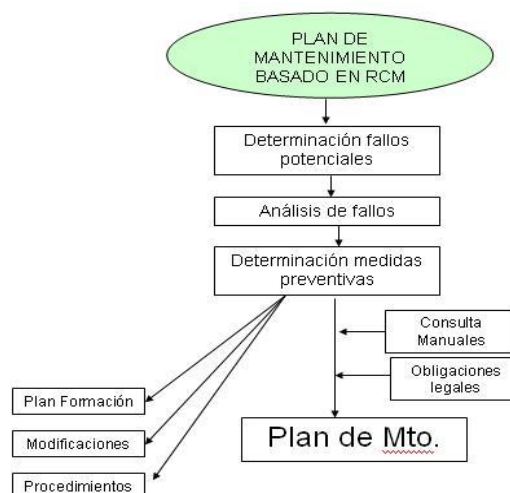 PLAN DE
MANTENIMIENTO
BASADO EN RCM
Determinación fallos
potenciales
Análisis de fallos
Determinación medidas
preventivas
Consulta
Manuales
Obligaciones
legales
Plan Formación
Modificaciones
Procedimientos
Plan de Mto.